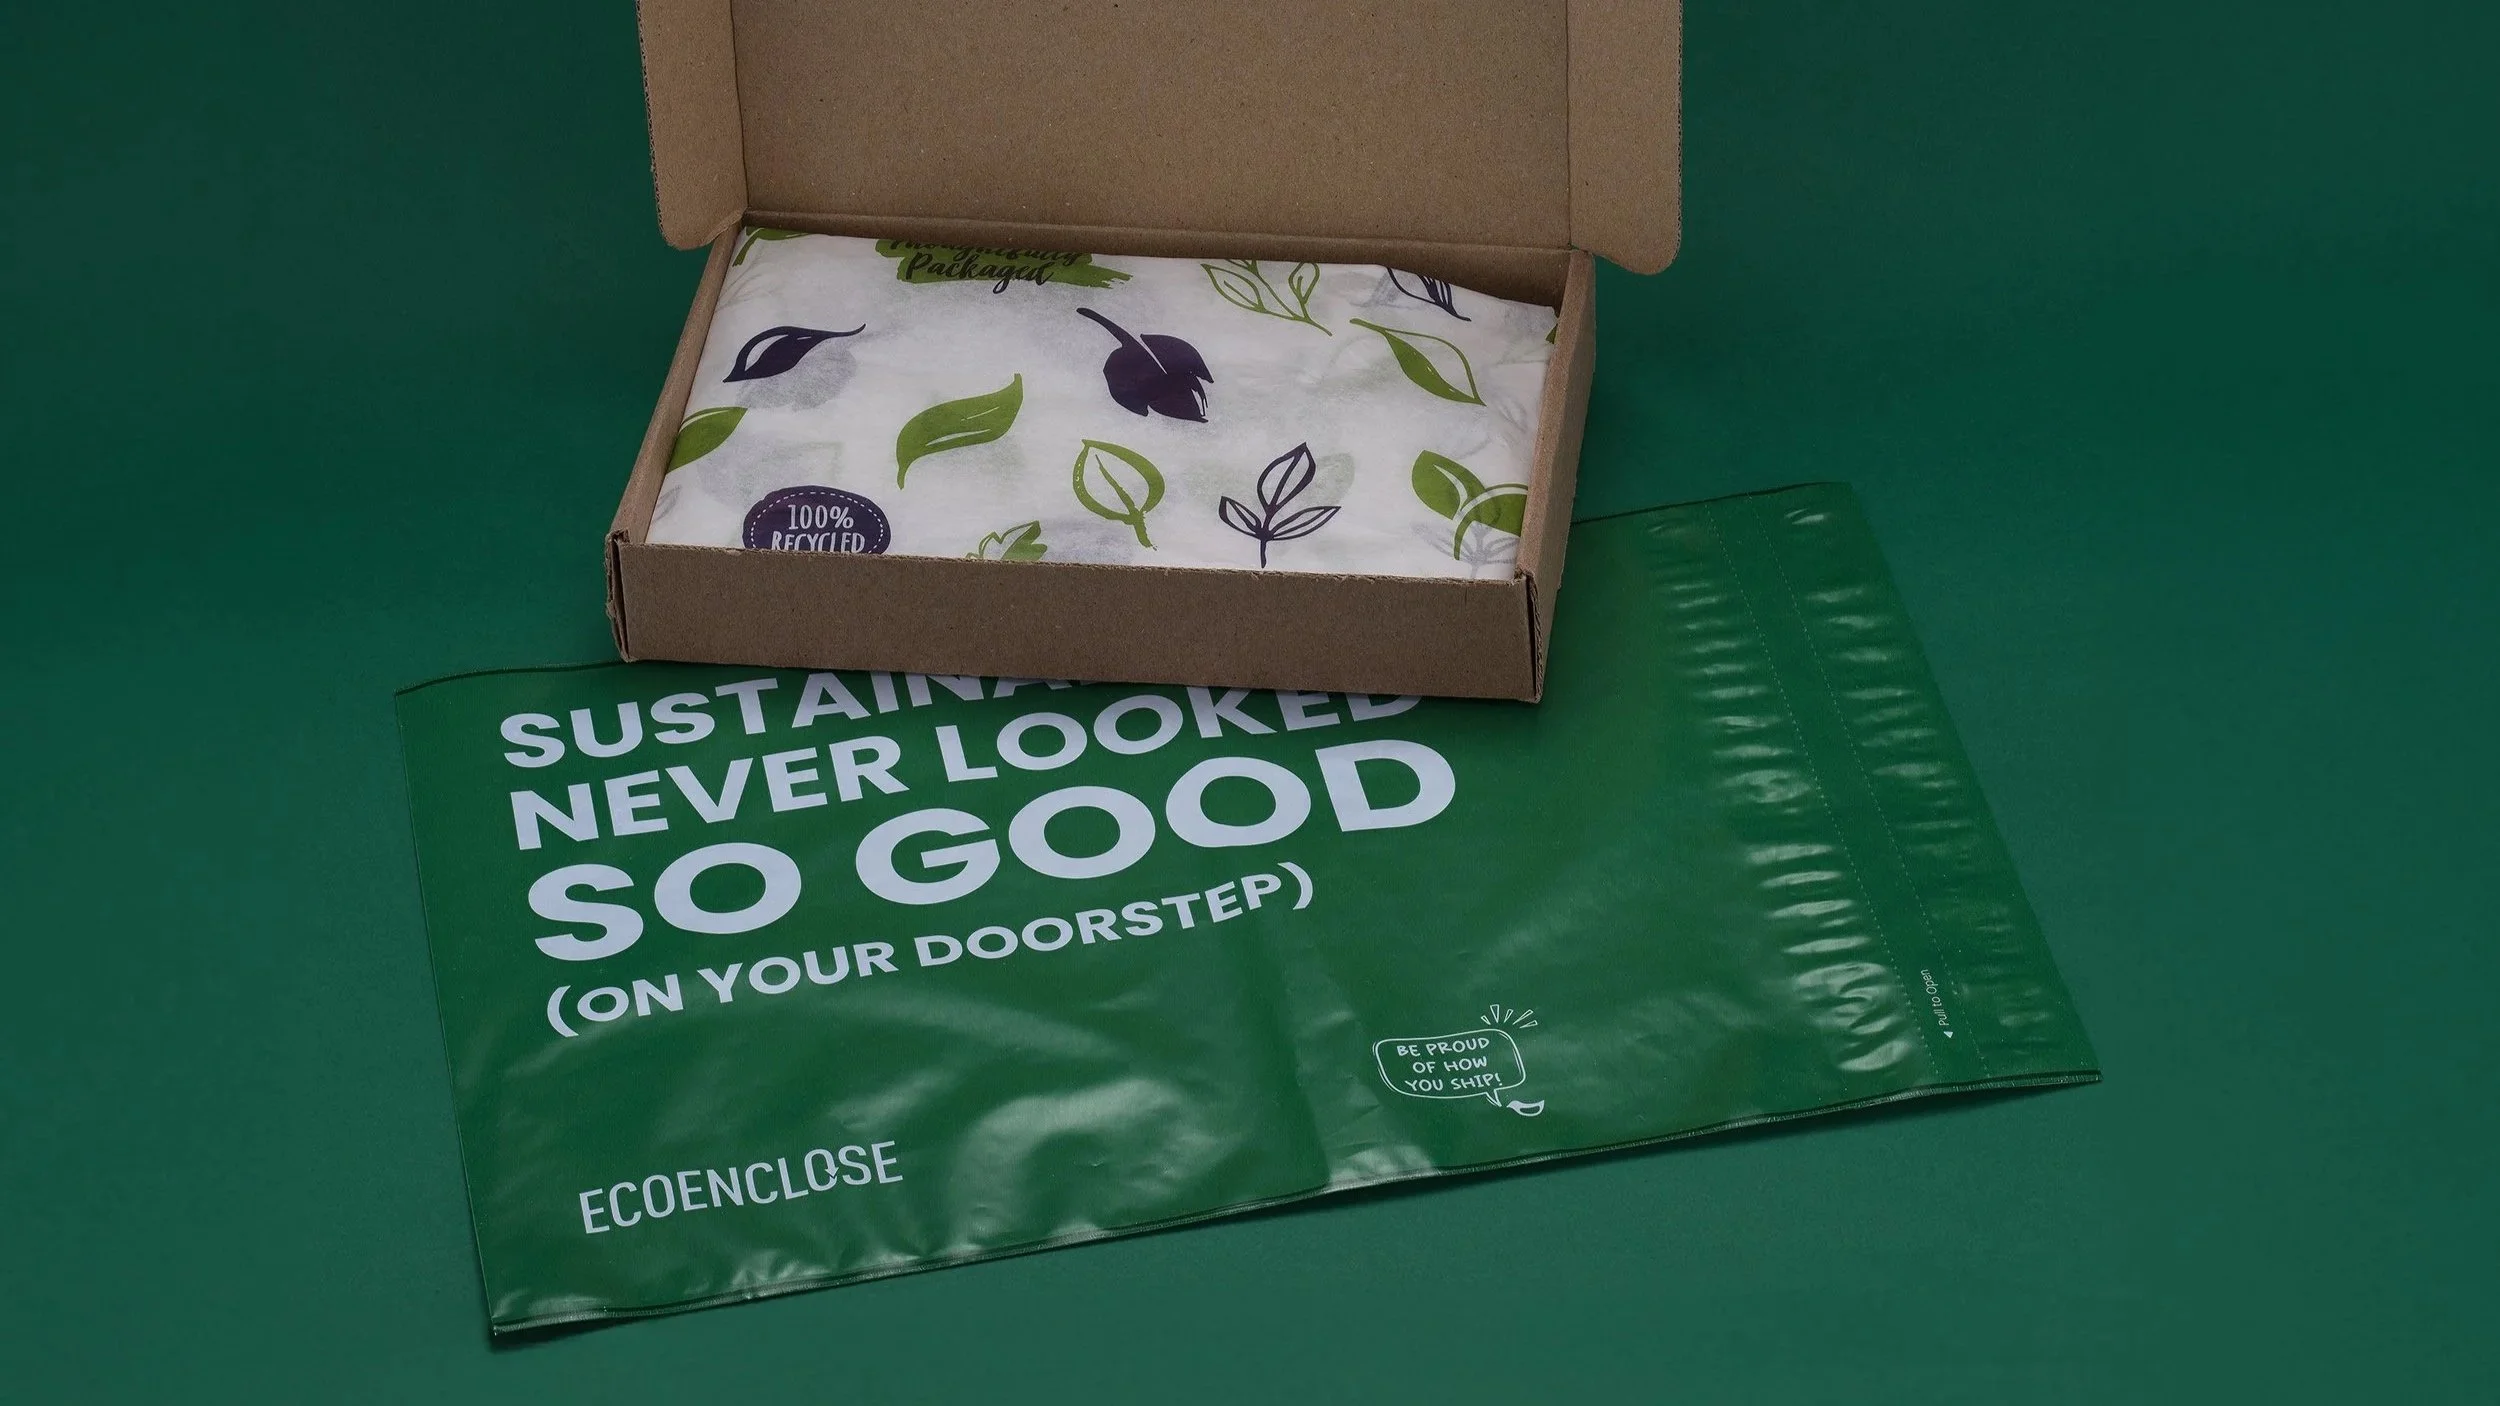 Thoughtfully
Packaged
100%
RECYCLED
NEVER LOOKED
SO GOOD
(ON YOUR DOORSTEP)
BE PROUD
OF HOW
YOU SHIP!
Pull to Open
ECOENCLOSE